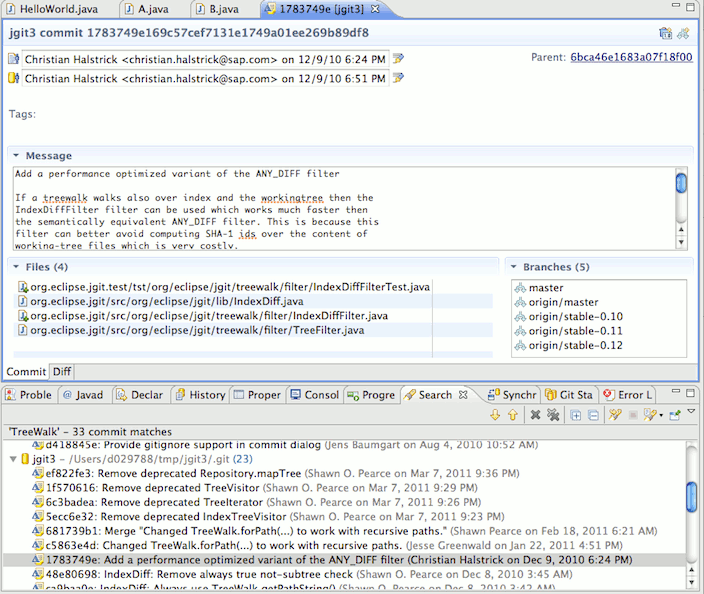 HelloWorld.java
A.java
B.java
1783749e [jgit3]
jgit3 commit 1783749e169c57cef7131e1749a01ee269b89df8
Christian Halstrick <christian.halstrick@sap.com> on 12/9/10 6:24 PM
Parent: 6bca46e1683a07f18f00
Christian Halstrick <christian.halstrick@sap.com> on 12/9/10 6:51 PM
Tags:
Message
Add a performance optimized variant of the ANY_DIFF filter
If a treewalk walks also over index and the workingtree then the
IndexDiffFilter filter can be used which works much faster then
the semantically equivalent ANY_DIFF filter. This is because this
filter can better avoid computing SHA-1 ids over the content of
working-tree files which is very costly.
Files (4)
org.eclipse.jgit.test/tst/org/eclipse/jgit/treewalk/filter/IndexDiffFilterTest.java
org.eclipse.jgit/src/org/eclipse/jgit/lib/IndexDiff.java
org.eclipse.jgit/src/org/eclipse/jgit/treewalk/filter/IndexDiffFilter.java
org.eclipse.jgit/src/org/eclipse/jgit/treewalk/filter/TreeFilter.java
Branches (5)
master
origin/master
origin/stable-0.10
origin/stable-0.11
origin/stable-0.12
Commit Diff
Proble @ Javad Declar History Proper Consol Progre Search Synchr Git Sta Error L
'TreeWalk' - 33 commit matches
d418845e: Provide gitignore support in commit dialog (Jens Baumgart on Aug 4, 2010 10:52 AM)
jgit3 - /Users/d029788/tmp/jgit3/.git (23)
ef822fe3: Remove deprecated Repository.mapTree (Shawn O. Pearce on Mar 7, 2011 9:36 PM)
1f570616: Remove deprecated TreeVisitor (Shawn O. Pearce on Mar 7, 2011 9:29 PM)
6c3badea: Remove deprecated TreeIterator (Shawn O. Pearce on Mar 7, 2011 9:26 PM)
5ecc6e32: Remove deprecated IndexTreeVisitor (Shawn O. Pearce on Mar 7, 2011 9:23 PM)
681739b1: Merge "Changed TreeWalk.forPath(...) to work with recursive paths." (Shawn Pearce on Feb 18, 2011 6:21 AM)
c5863e4d: Changed TreeWalk.forPath(...) to work with recursive paths. (Jesse Greenwald on Jan 22, 2011 4:51 PM)
1783749e: Add a performance optimized variant of the ANY_DIFF filter (Christian Halstrick on Dec 9, 2010 6:24 PM)
48e80698: IndexDiff: Remove always true not-subtree check (Shawn O. Pearce on Dec 8, 2010 3:45 AM)
ca9baa9e: IndexDiff: Always use TreeWalk.getPathString() (Shawn O. Pearce on Dec 8, 2010 3:42 AM)